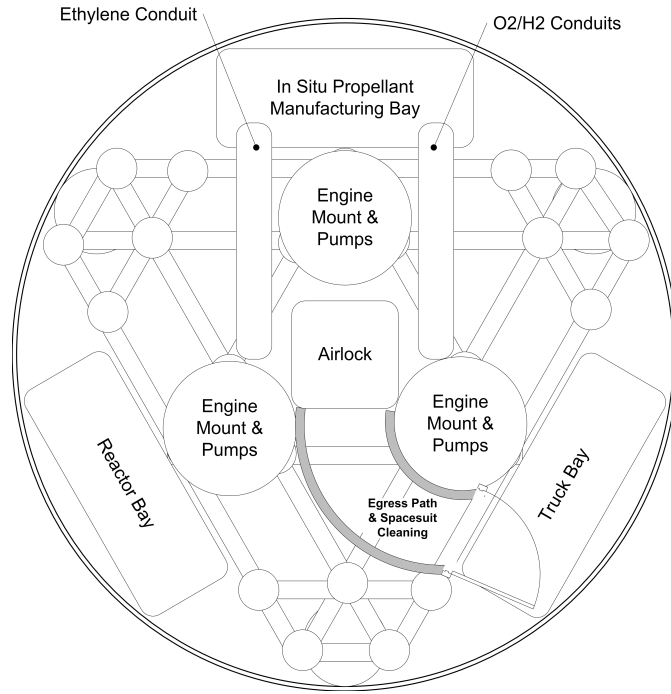 Ethylene Conduit
O2/H2 Conduits
In Situ Propellant
Manufacturing Bay
Engine
Mount &
Pumps
Airlock
Engine
Mount &
Pumps
Engine
Mount &
Pumps
Reactor Bay
Truck Bay
Egress Path
& Spacesuit
Cleaning